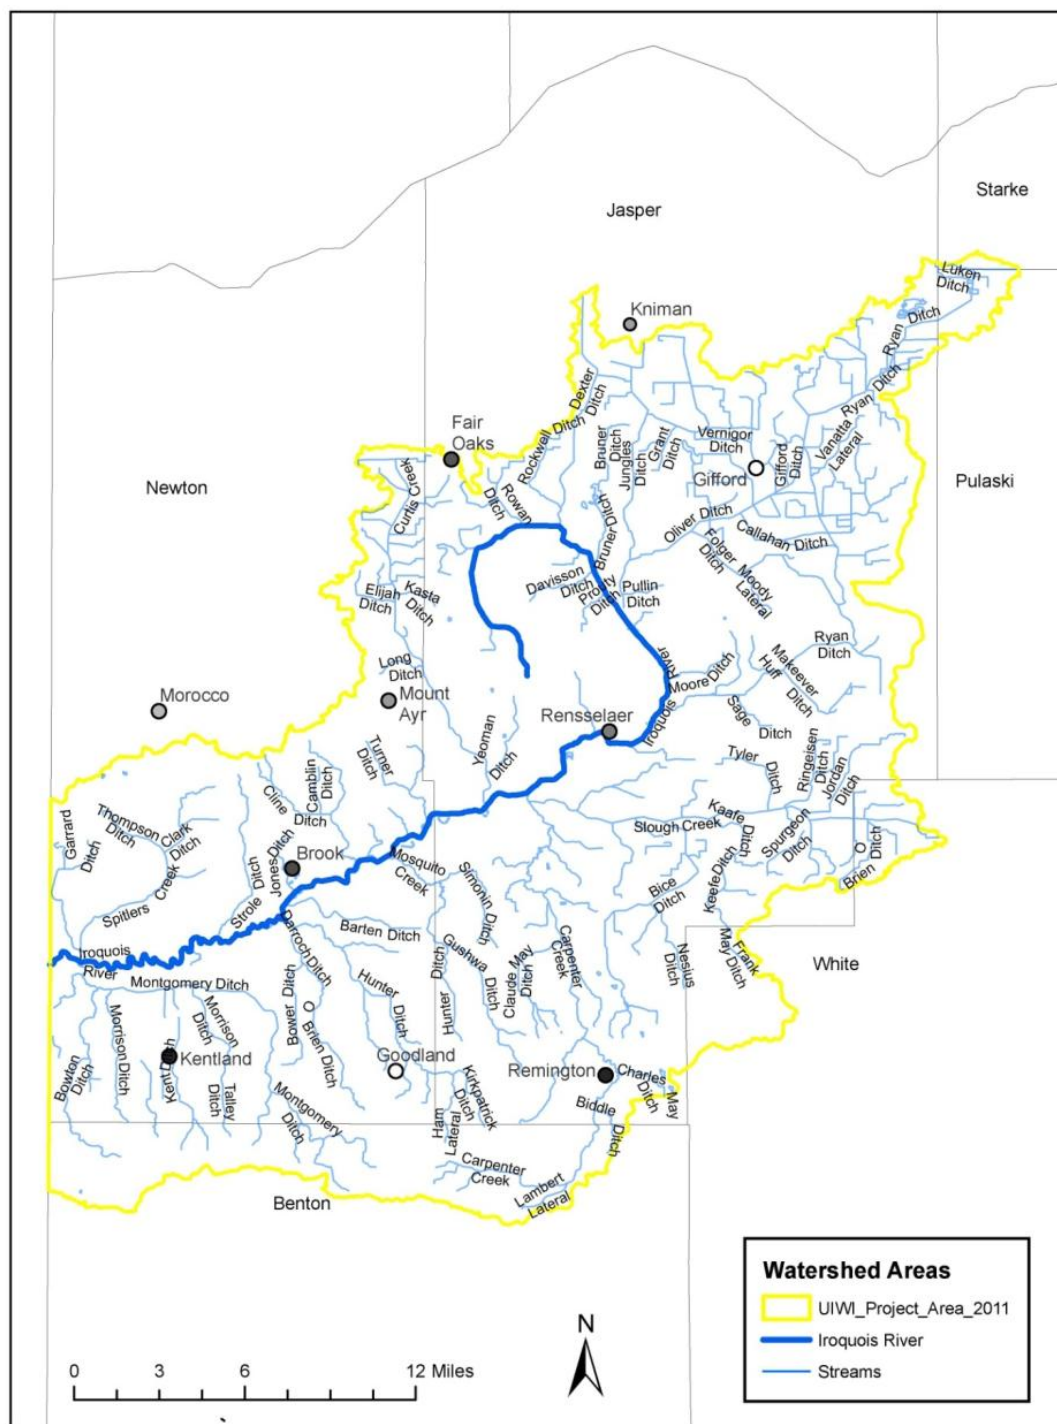 Starke
Jasper
Luken
Ditch
Kniman
Ryan Ditch
Dexter
Ditch
Ryan Ditch
Fair
Oaks
Rockwell Ditch
Bruner
Ditch
Jungles
Ditch
Grant
Ditch
Vernigor
Ditch
Gifford
Ditch
Vanatta
Lateral
Gifford
Newton
Pulaski
Curtis Creek
Rowan
Ditch
Bruner Ditch
Oliver Ditch
Callahan Ditch
Folger
Ditch
Moody
Lateral
Davisson
Ditch
Prouty
Ditch
Pullin
Ditch
Elijah
Ditch
Kasta
Ditch
Ryan
Ditch
Makeever
Ditch
Huff
Long
Ditch
Iroquois River
Moore Ditch
Morocco
Mount
Ayr
Rensselaer
Sage
Ditch
Yeoman
Ditch
Turner
Ditch
Tyler
Ditch
Ringeisen
Ditch
Jordan
Ditch
Cline
Ditch
Camblin
Ditch
Garrard
Ditch
Thompson
Ditch
Clark
Ditch
Slough Creek
Kaafe
Ditch
Spurgeon
Ditch
O Brien
Ditch
Jones Ditch
Brook
Mosquito
Creek
Simonin
Ditch
Keefe Ditch
Bice
Ditch
Spitlers Creek
Strole Ditch
Darroch Ditch
Barten Ditch
Gushwa
Ditch
Claude May
Ditch
Carpenter
Creek
Nesius
Ditch
Frank
May Ditch
White
Iroquois
River
Montgomery Ditch
Hunter
Ditch
Hunter Ditch
Bower Ditch
O Brien Ditch
Morrison
Ditch
Morrison
Ditch
Bowton
Ditch
Kent Ditch
Kentland
Talley
Ditch
Goodland
Kirkpatrick
Ditch
Remington
Charles May
Ditch
Biddle
Ditch
Montgomery
Ditch
Ham
Lateral
Carpenter
Creek
Lambert
Lateral
Benton
Watershed Areas
UIWI_Project_Area_2011
Iroquois River
Streams
N
0 3 6 12 Miles